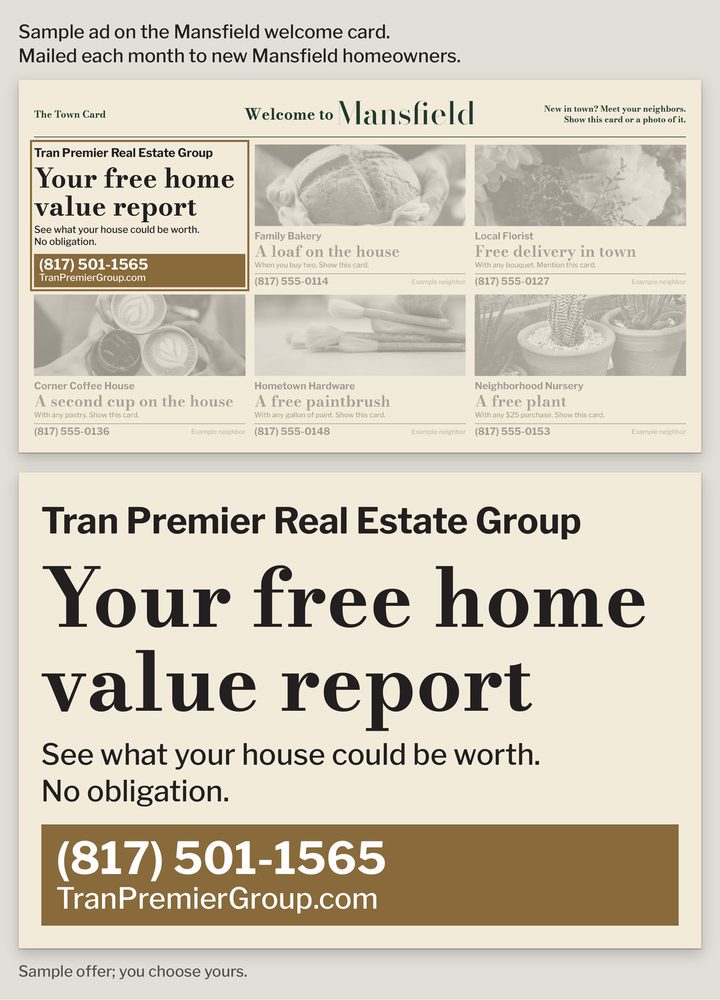 Sample ad on the Mansfield welcome card.
Mailed each month to new Mansfield homeowners.
The Town Card
Welcome to Mansfield
New in town? Meet your neighbors.
Show this card or a photo of it.
Tran Premier Real Estate Group
Your free home
value report
See what your house could be worth.
No obligation.
(817) 501-1565
TranPremierGroup.com
Family Bakery
A loaf on the house
When you buy two. Show this card.
(817) 555-0114
Example neighbor
Local Florist
Free delivery in town
With any bouquet. Mention this card.
(817) 555-0127
Example neighbor
Corner Coffee House
A second cup on the house
With any pastry. Show this card.
(817) 555-0136
Example neighbor
Hometown Hardware
A free paintbrush
With any gallon of paint. Show this card.
(817) 555-0148
Example neighbor
Neighborhood Nursery
A free plant
With any $25 purchase. Show this card.
(817) 555-0153
Example neighbor
Tran Premier Real Estate Group
Your free home
value report
See what your house could be worth.
No obligation.
(817) 501-1565
TranPremierGroup.com
Sample offer; you choose yours.